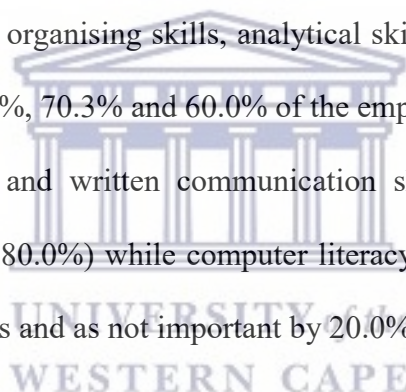 organising skills, analytical ski
%, 70.3% and 60.0% of the emp
and written communication s
80.0%) while computer literacy
UNIVERSITY of the
s and as not important by 20.0%
WESTERN CAPE